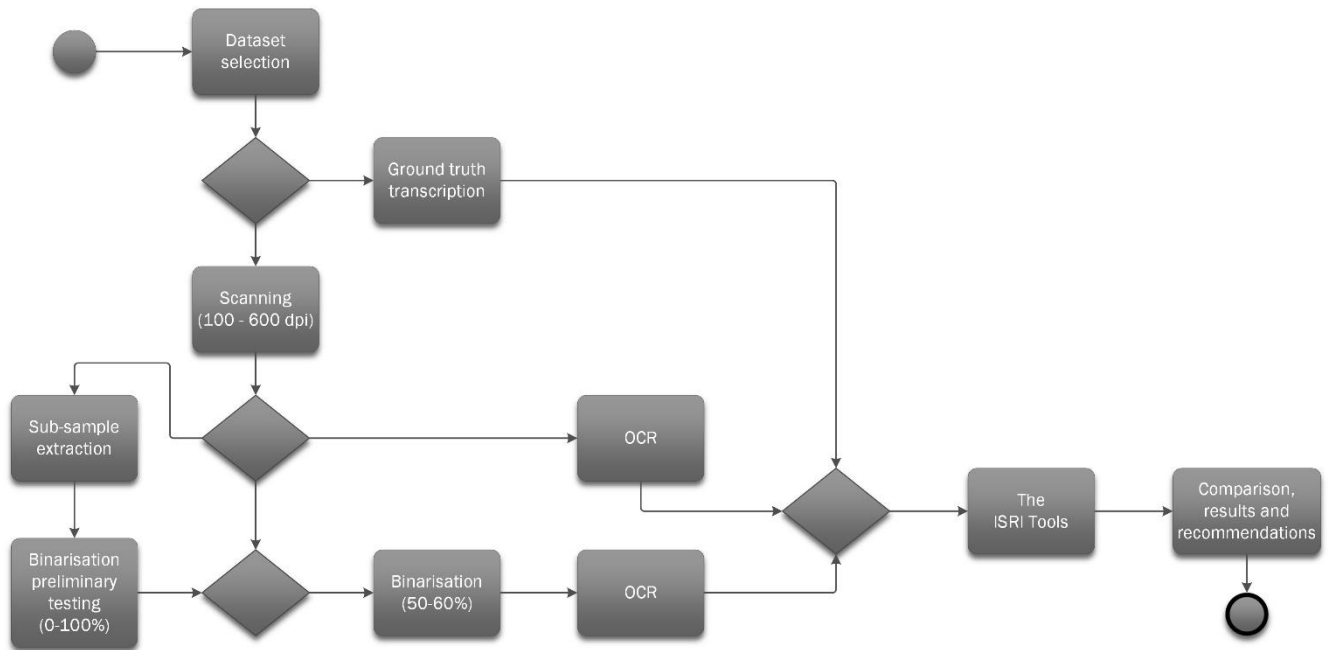 Dataset
selection
Ground truth
transcription
Scanning
(100 - 600 dpi)
Sub-sample
extraction
OCR
The
ISRI Tools
Comparison,
results and
recommendations
Binarisation
preliminary
testing
(0-100%)
Binarisation
(50-60%)
OCR